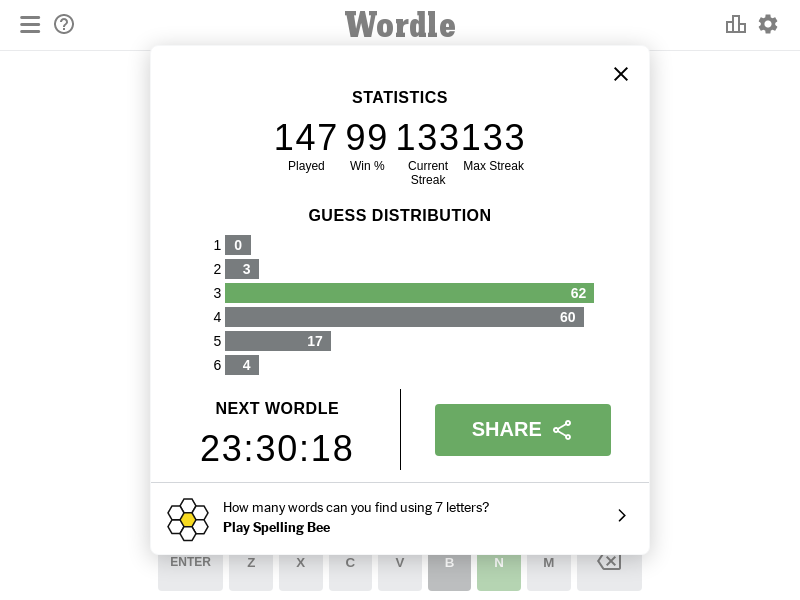 Wordle
STATISTICS
147 99 133 133
Played Win % Current Streak Max Streak
GUESS DISTRIBUTION
1 0
2 3
3 62
4 60
5 17
6 4
NEXT WORDLE
23:30:18
SHARE
How many words can you find using 7 letters?
Play Spelling Bee
ENTER Z X C V B N M